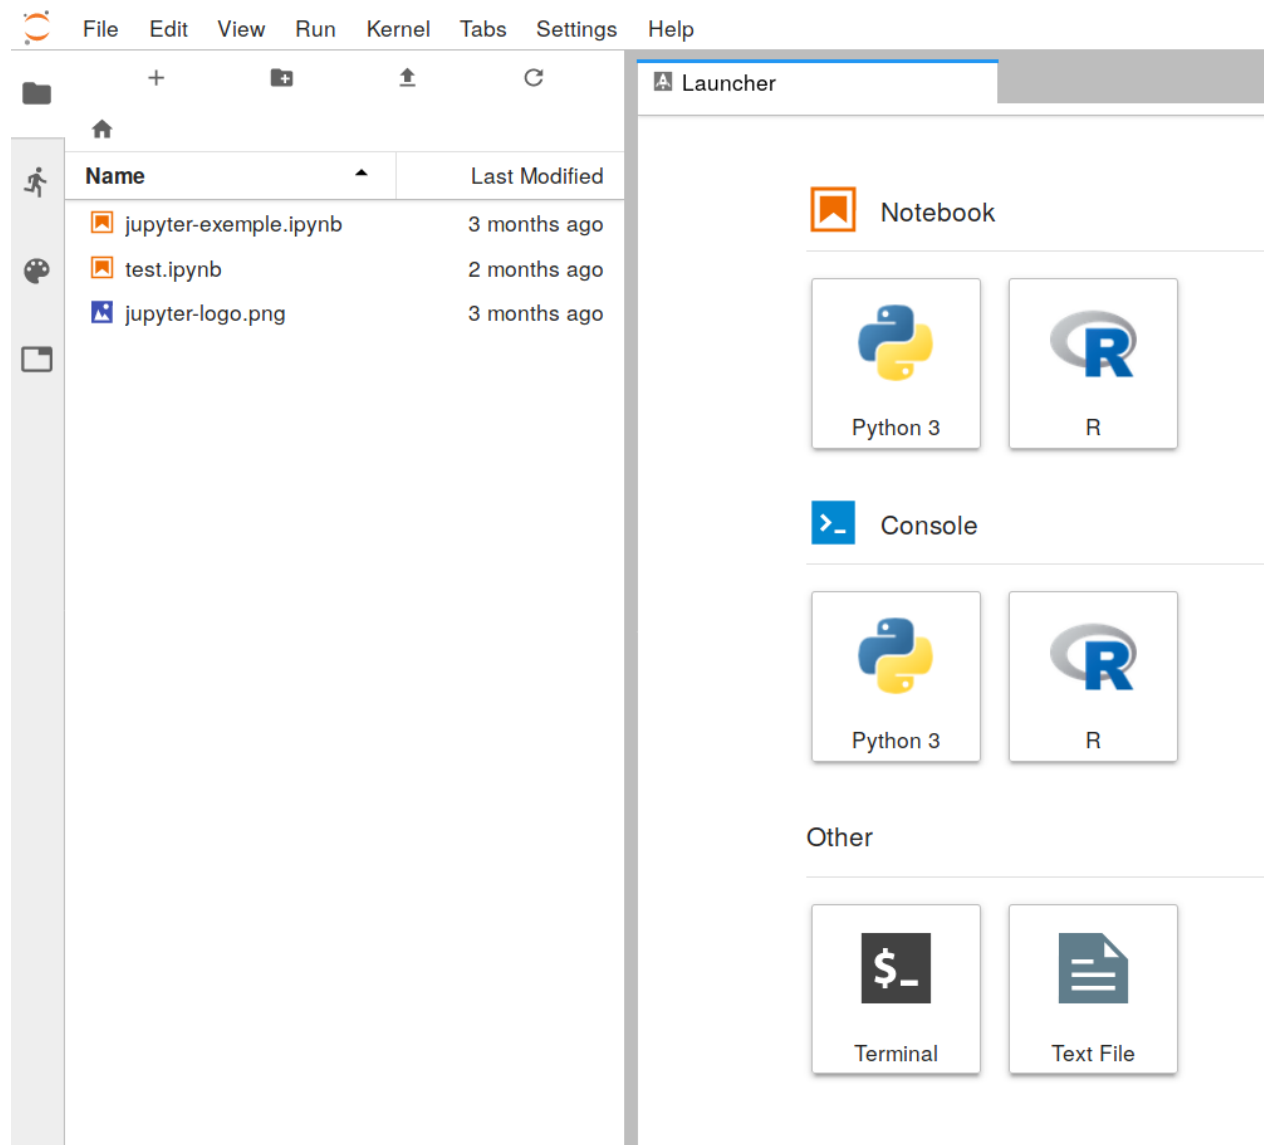 File Edit View Run Kernel Tabs Settings Help
Launcher
Name Last Modified
jupyter-exemple.ipynb 3 months ago
test.ipynb 2 months ago
jupyter-logo.png 3 months ago
Notebook
Python 3 R
Console
Python 3 R
Other
$_
Terminal Text File